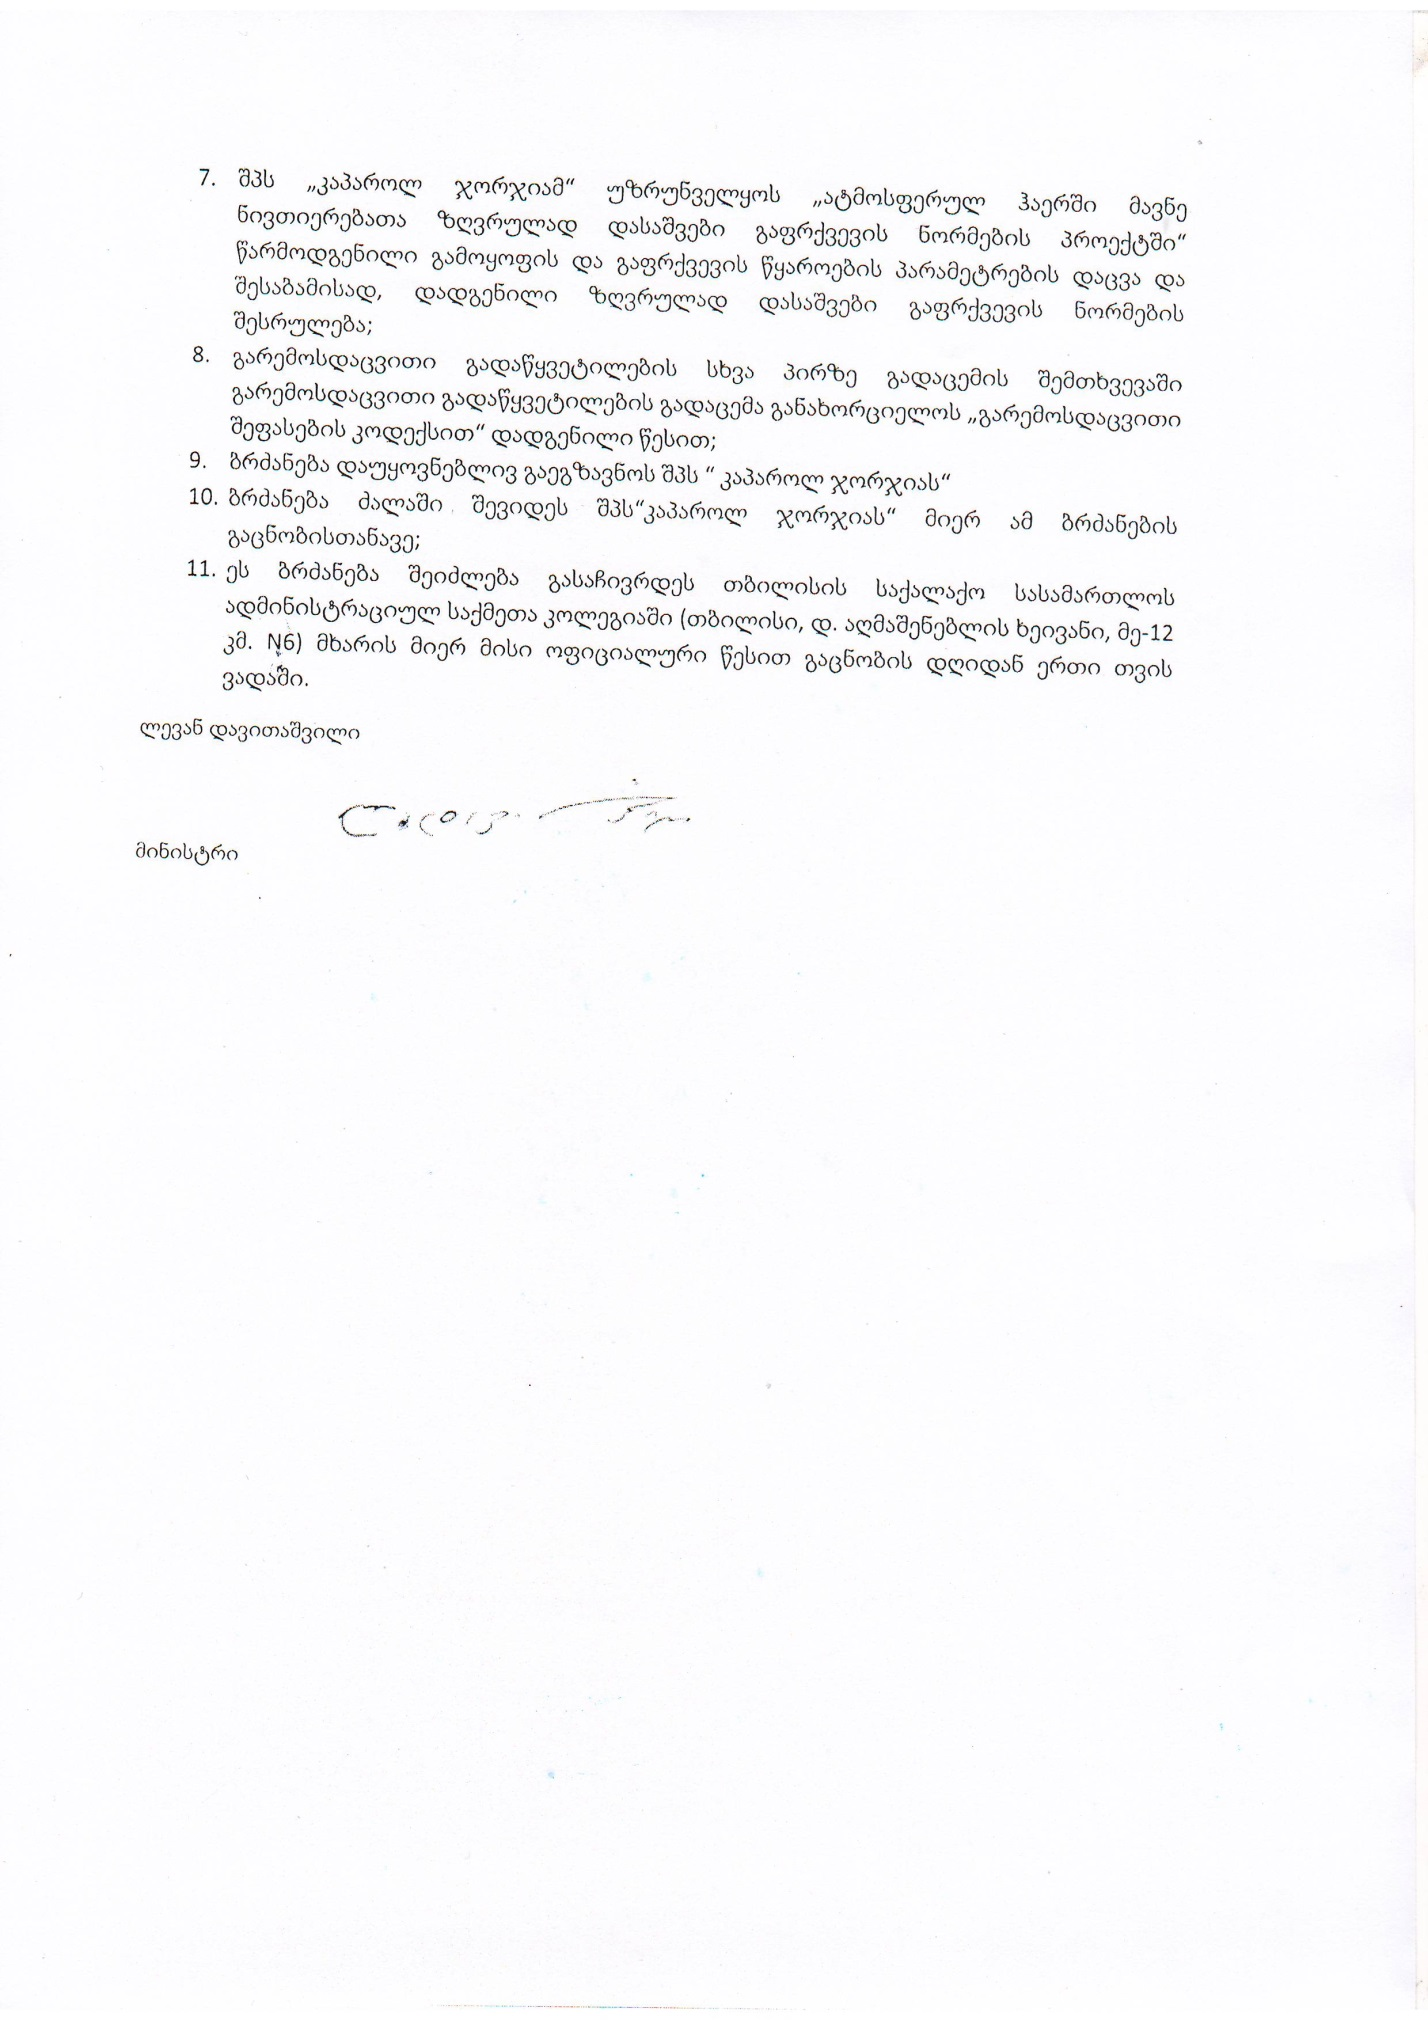 7. შპს „კაპაროლ ჯორჯიამ“ უზრუნველყოს „ატმოსფერულ ჰაერში მავნე
ნივთიერებათა ზღვრულად დასაშვები გაფრქვევის ნორმების პროექტში“
წარმოდგენილი გამოყოფის და გაფრქვევის წყაროების პარამეტრების დაცვა და
შესაბამისად, დადგენილი ზღვრულად დასაშვები გაფრქვევის ნორმების
შესრულება;
8. გარემოსდაცვითი გადაწყვეტილების სხვა პირზე გადაცემის შემთხვევაში
გარემოსდაცვითი გადაწყვეტილების გადაცემა განახორციელოს „გარემოსდაცვითი
შეფასების კოდექსით“ დადგენილი წესით;
9. ბრძანება დაუყოვნებლივ გაეგზავნოს შპს “ კაპაროლ ჯორჯიას“
10. ბრძანება ძალაში შევიდეს შპს“კაპაროლ ჯორჯიას“ მიერ ამ ბრძანების
გაცნობისთანავე;
11. ეს ბრძანება შეიძლება გასაჩივრდეს თბილისის საქალაქო სასამართლოს
ადმინისტრაციულ საქმეთა კოლეგიაში (თბილისი, დ. აღმაშენებლის ხეივანი, მე-12
კმ. N6) მხარის მიერ მისი ოფიციალური წესით გაცნობის დღიდან ერთი თვის
ვადაში.
ლევან დავითაშვილი
მინისტრი